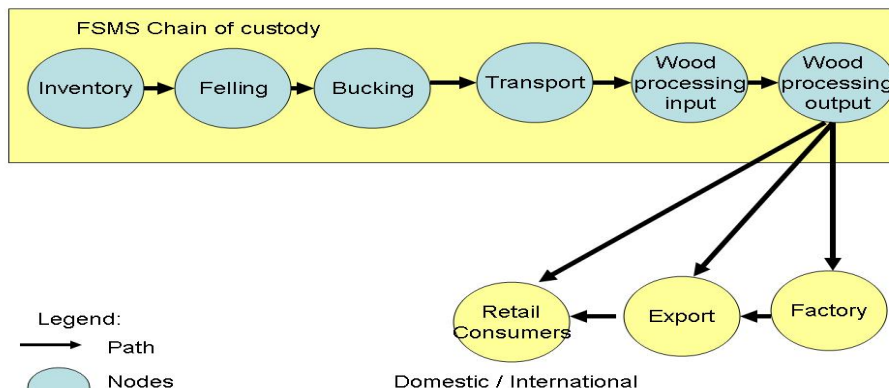 FSMS Chain of custody
Inventory
Felling
Bucking
Transport
Wood
processing
input
Wood
processing
output
Retail
Consumers
Export
Factory
Legend:
Path
Nodes
Domestic / International